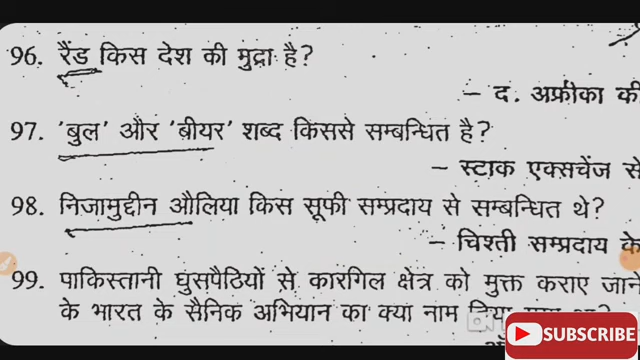 96. रैंड किस देश की मुद्रा है?
– द. अफ्रीका की
97. 'बुल' और 'बीयर' शब्द किससे सम्बन्धित है?
– स्टाक एक्सचेंज से
98. निजामुद्दीन औलिया किस सूफी सम्प्रदाय से सम्बन्धित थे?
– चिश्ती सम्प्रदाय के
99. पाकिस्तानी घुसपैठियों से कारगिल क्षेत्र को मुक्त कराए जाने
के भारत के सैनिक अभियान का क्या नाम दिया
SUBSCRIBE